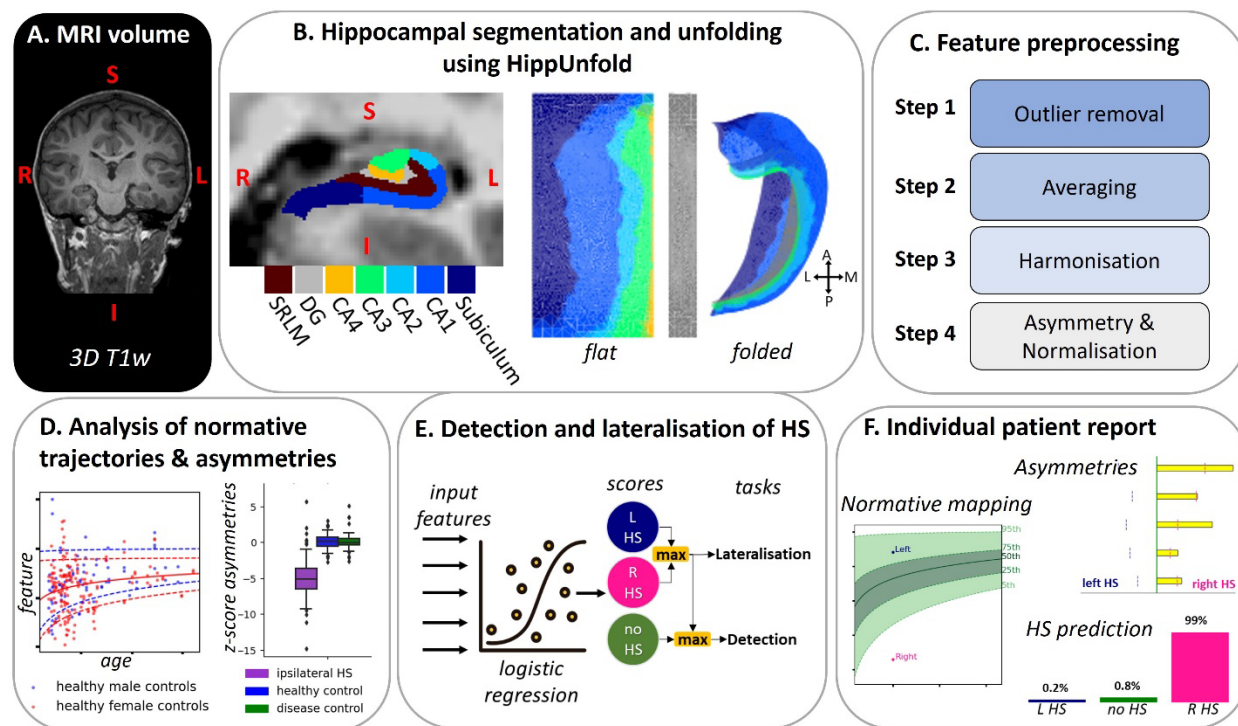 A. MRI volume
S
R
L
I
3D T1w
B. Hippocampal segmentation and unfolding
using HippUnfold
S
R
L
I
SRLM
DG
CA4
CA3
CA2
CA1
Subiculum
flat
folded
A
L M
P
C. Feature preprocessing
Step 1 Outlier removal
Step 2 Averaging
Step 3 Harmonisation
Step 4 Asymmetry &
Normalisation
D. Analysis of normative
trajectories & asymmetries
feature
age
healthy male controls
healthy female controls
z-score asymmetries
5
0
−5
−10
−15
ipsilateral HS
healthy control
disease control
E. Detection and lateralisation of HS
input
features
logistic
regression
scores
tasks
L
HS
R
HS
no
HS
max
max
Lateralisation
Detection
F. Individual patient report
Asymmetries
left HS
right HS
Normative mapping
95th
75th
50th
25th
5th
Left
Right
HS prediction
0.2%
0.8%
99%
L HS
no HS
R HS